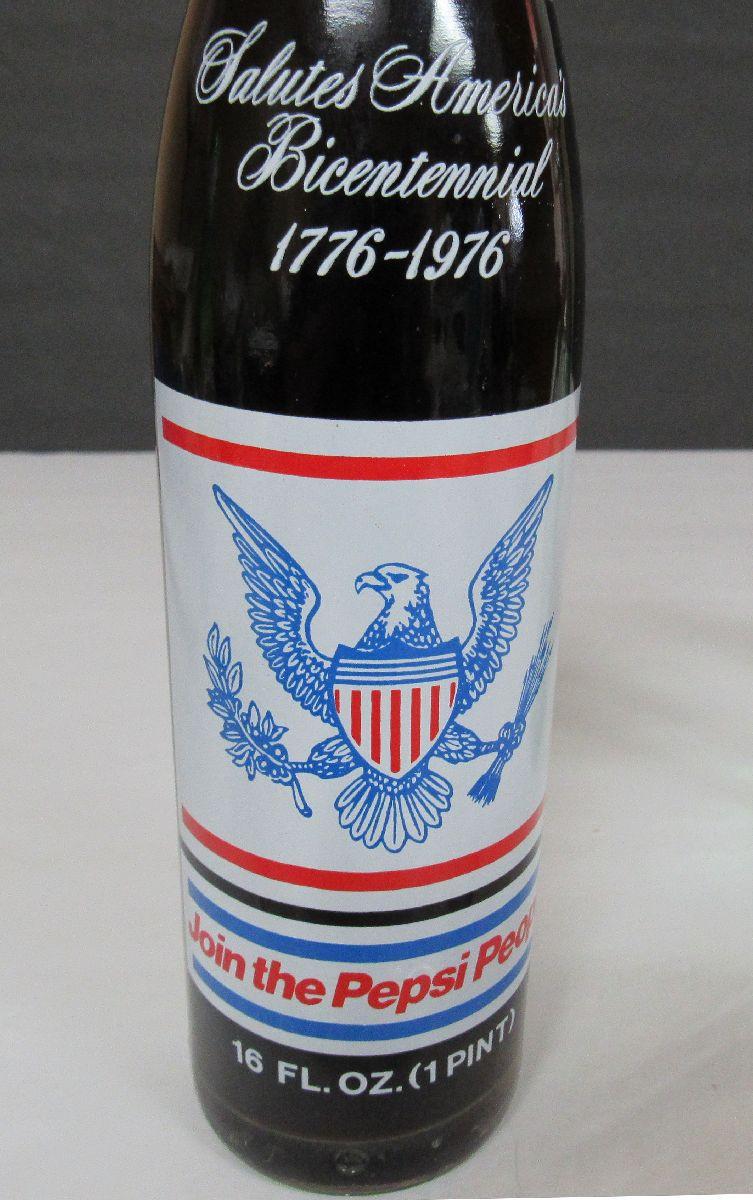 Salutes America's
Bicentennial
1776-1976
Join the Pepsi
16 FL. OZ. (1 PINT)